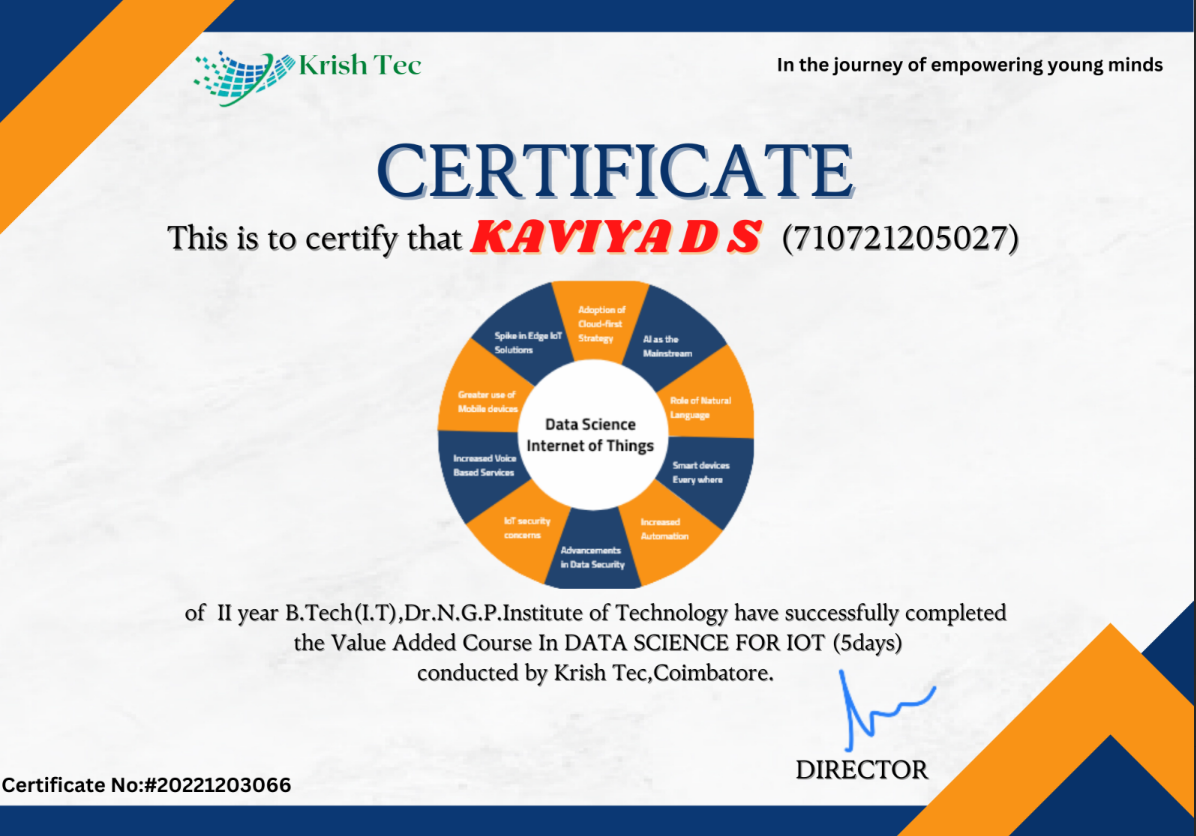 Krish Tec
In the journey of empowering young minds
CERTIFICATE
This is to certify that KAVIYA D S (710721205027)
Adoption of
Cloud-first
Strategy
AI as the
Mainstream
Role of Natural
Language
Smart devices
Every where
Increased
Automation
Advancements
in Data Security
IoT security
concerns
Increased Voice
Based Services
Greater use of
Mobile devices
Spike in Edge IoT
Solutions
Data Science
Internet of Things
of II year B.Tech(I.T),Dr.N.G.P.Institute of Technology have successfully completed
the Value Added Course In DATA SCIENCE FOR IOT (5days)
conducted by Krish Tec,Coimbatore.
DIRECTOR
Certificate No:#20221203066